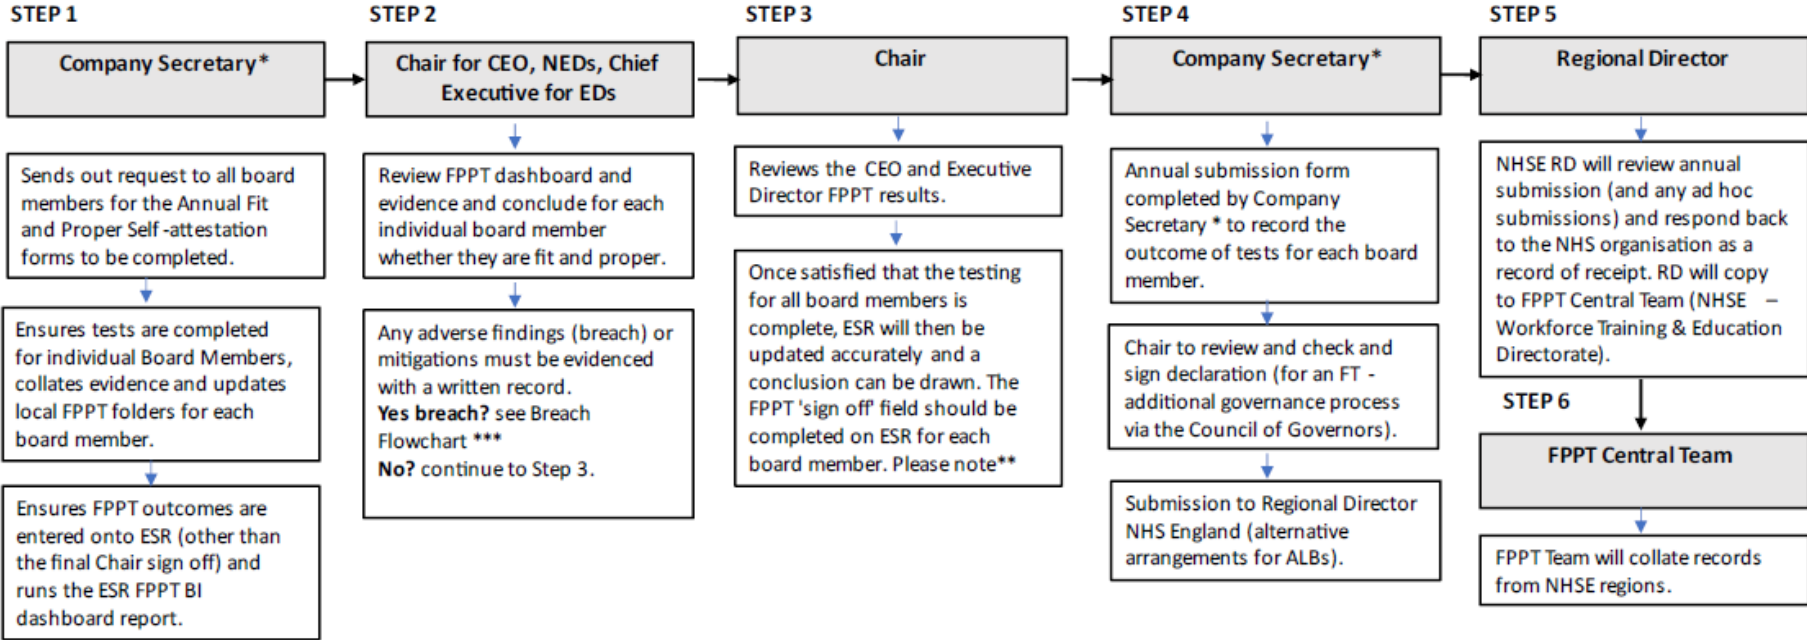 STEP 1
Company Secretary*
Sends out request to all board
members for the Annual Fit
and Proper Self -attestation
forms to be completed.
Ensures tests are completed
for individual Board Members,
collates evidence and updates
local FPPT folders for each
board member.
Ensures FPPT outcomes are
entered onto ESR (other than
the final Chair sign off) and
runs the ESR FPPT BI
dashboard report.
STEP 2
Chair for CEO, NEDs, Chief
Executive for EDs
Review FPPT dashboard and
evidence and conclude for each
individual board member
whether they are fit and proper.
Any adverse findings (breach) or
mitigations must be evidenced
with a written record.
Yes breach? see Breach
Flowchart ***
No? continue to Step 3.
STEP 3
Chair
Reviews the CEO and Executive
Director FPPT results.
Once satisfied that the testing
for all board members is
complete, ESR will then be
updated accurately and a
conclusion can be drawn. The
FPPT 'sign off' field should be
completed on ESR for each
board member. Please note**
STEP 4
Company Secretary*
Annual submission form
completed by Company
Secretary * to record the
outcome of tests for each board
member.
Chair to review and check and
sign declaration (for an FT -
additional governance process
via the Council of Governors).
Submission to Regional Director
NHS England (alternative
arrangements for ALBs).
STEP 5
Regional Director
NHSE RD will review annual
submission (and any ad hoc
submissions) and respond back
to the NHS organisation as a
record of receipt. RD will copy
to FPPT Central Team (NHSE –
Workforce Training & Education
Directorate).
STEP 6
FPPT Central Team
FPPT Team will collate records
from NHSE regions.